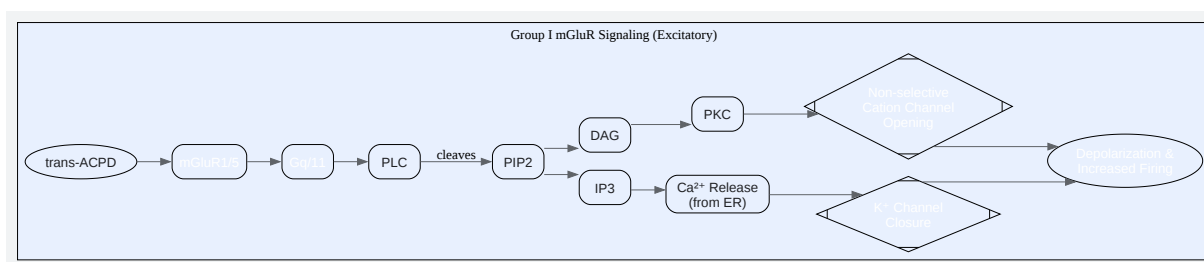 Group I mGluR Signaling (Excitatory)
trans-ACPD
mGluR1/5
Gq/11
PLC
cleaves
PIP2
DAG
PKC
Non-selective
Cation Channel
Opening
IP3
Ca²⁺ Release
(from ER)
K⁺ Channel
Closure
Depolarization &
Increased Firing